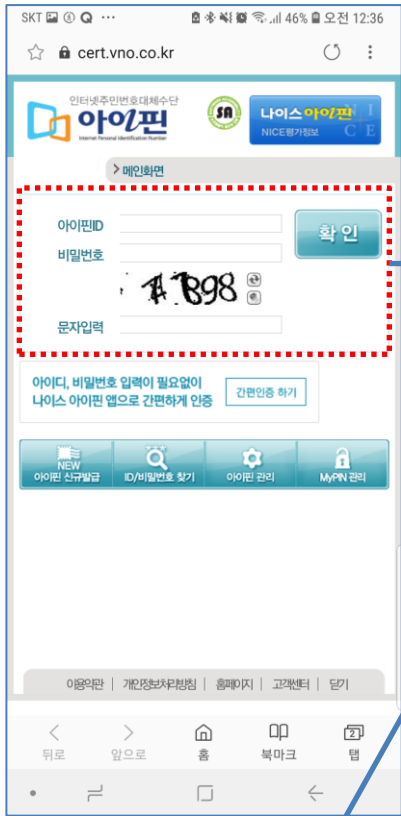 SKT 46% 오전 12:36
cert.vno.co.kr
인터넷주민번호대체수단
아이핀
Internet Personal Identification Number
나이스아이핀
NICE평가정보
NICE
> 메인화면
아이핀ID
확인
비밀번호
문자입력
아이디, 비밀번호 입력이 필요없이
나이스 아이핀 앱으로 간편하게 인증
간편인증 하기
NEW
아이핀 신규발급
ID/비밀번호 찾기
아이핀 관리
MyPIN 관리
이용약관 | 개인정보처리방침 | 홈페이지 | 고객센터 | 닫기
2
뒤로 앞으로 홈 북마크 탭